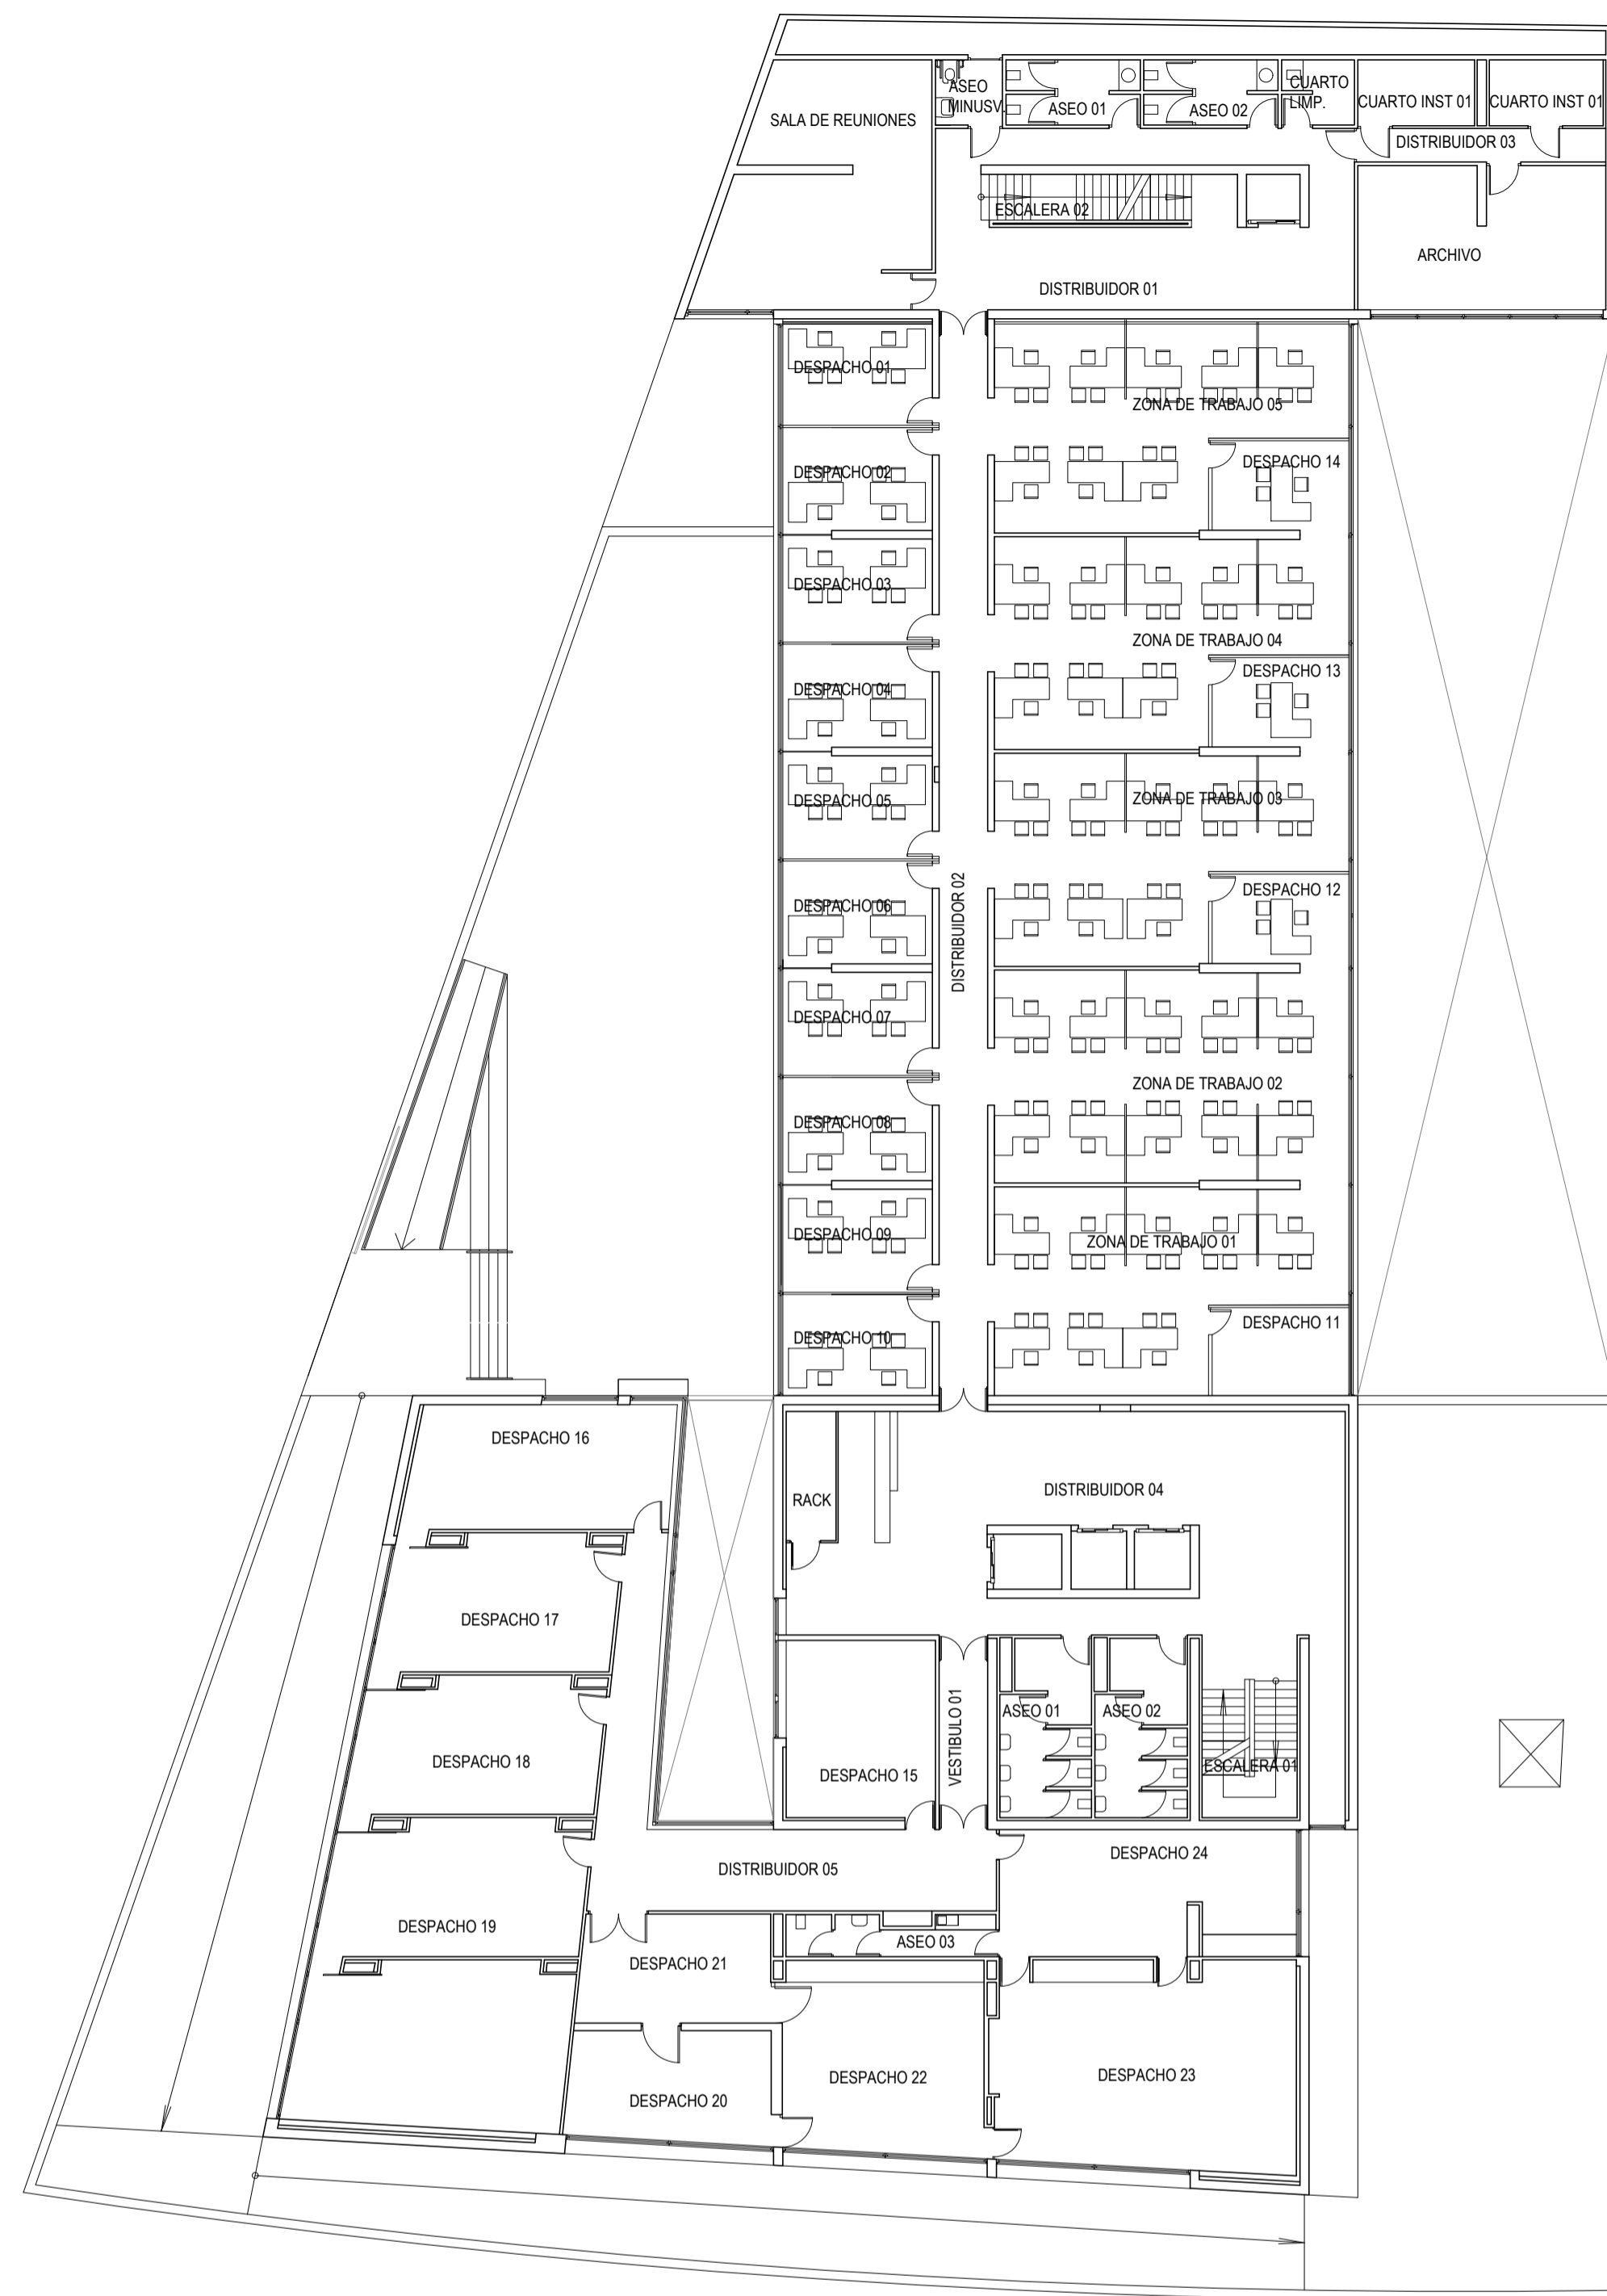 ASEO
MINUSV.
ASEO 01
ASEO 02
CUARTO
LIMP.
CUARTO INST 01
CUARTO INST 01
SALA DE REUNIONES
DISTRIBUIDOR 03
ESCALERA 02
ARCHIVO
DISTRIBUIDOR 01
DESPACHO 01
ZONA DE TRABAJO 05
DESPACHO 02
DESPACHO 14
DESPACHO 03
ZONA DE TRABAJO 04
DESPACHO 04
DESPACHO 13
DESPACHO 05
ZONA DE TRABAJO 03
DESPACHO 06
DESPACHO 12
DISTRIBUIDOR 02
DESPACHO 07
ZONA DE TRABAJO 02
DESPACHO 08
DESPACHO 09
ZONA DE TRABAJO 01
DESPACHO 10
DESPACHO 11
DESPACHO 16
RACK
DISTRIBUIDOR 04
DESPACHO 17
ASEO 01
ASEO 02
VESTIBULO 01
DESPACHO 18
DESPACHO 15
ESCALERA 01
DISTRIBUIDOR 05
DESPACHO 24
DESPACHO 19
ASEO 03
DESPACHO 21
DESPACHO 22
DESPACHO 23
DESPACHO 20